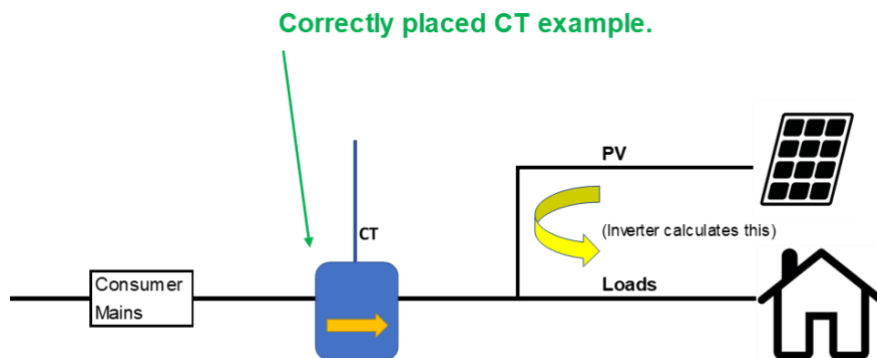 Correctly placed CT example.
PV
CT
(Inverter calculates this)
Consumer
Mains
Loads